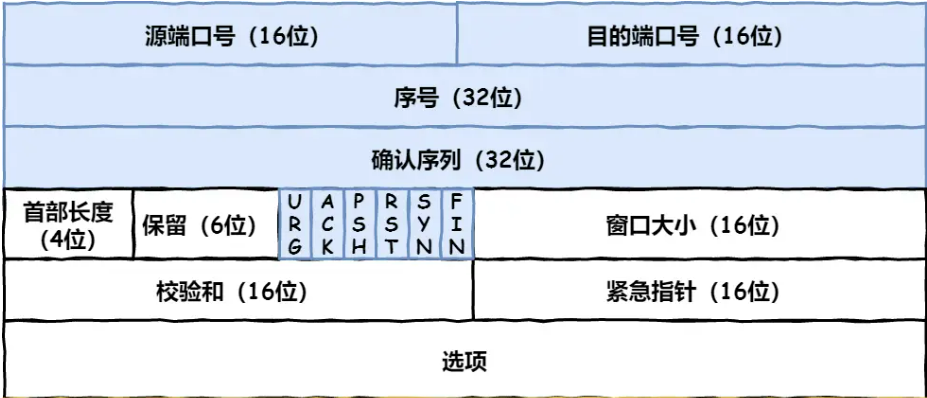 源端口号（16位） 目的端口号（16位）
序号（32位）
确认序列（32位）
首部长度
（4位） 保留（6位） URG ACK PSH RST SYN FIN 窗口大小（16位）
校验和（16位） 紧急指针（16位）
选项